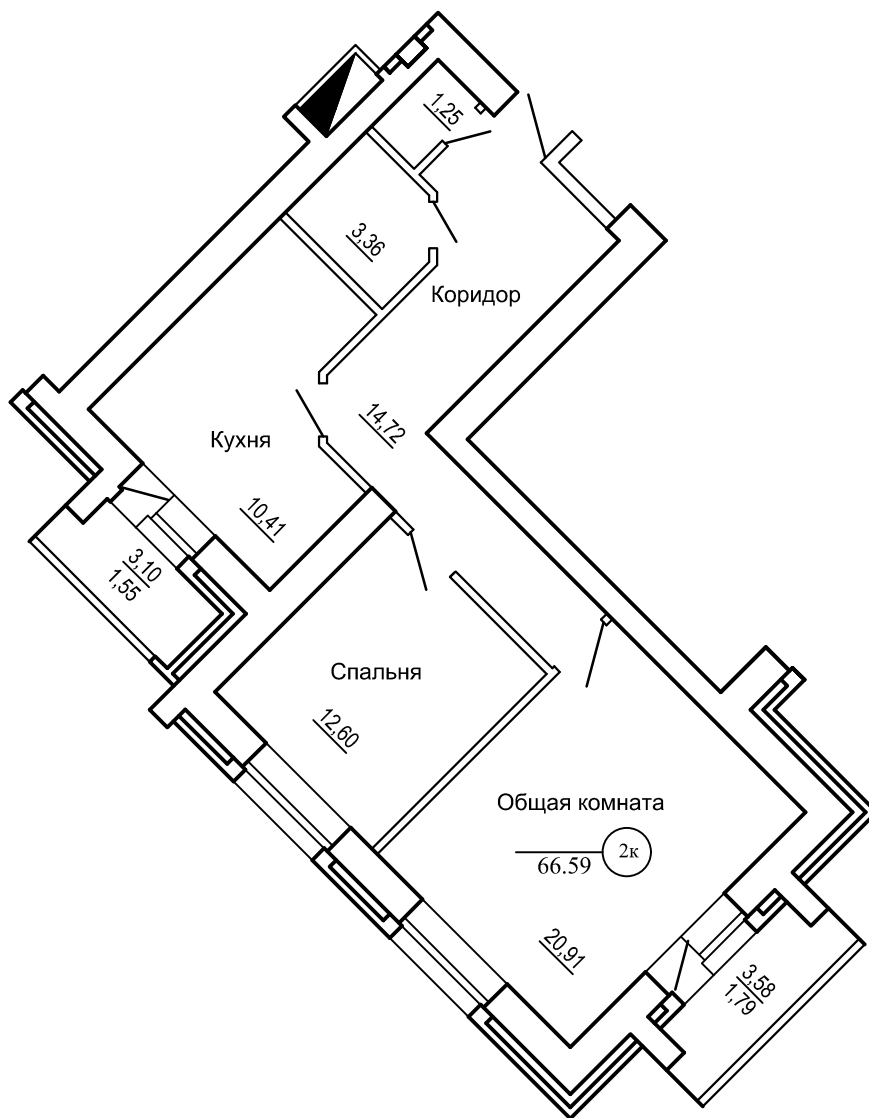 1,25
3,36
Коридор
14,72
Кухня
10,41
3,10
1,55
Спальня
12,60
Общая комната
2к
66.59
20,91
3,58
1,79